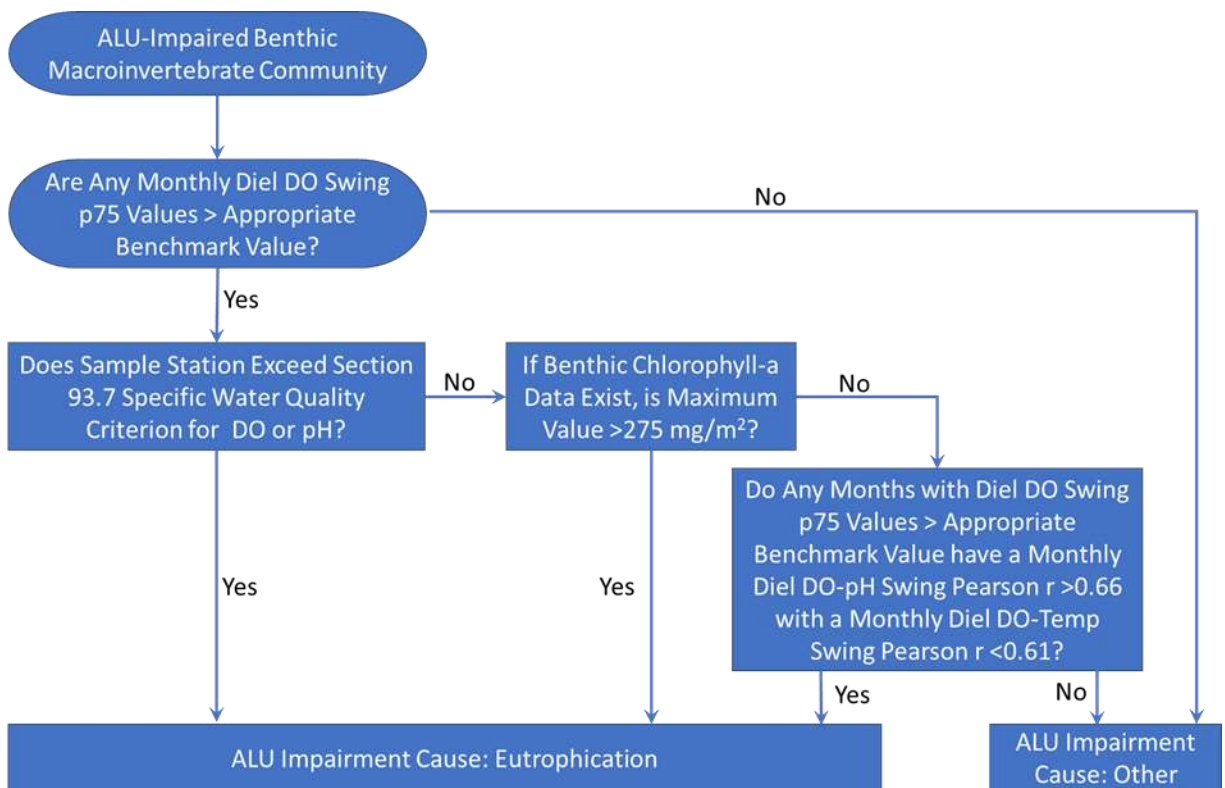 ALU-Impaired Benthic
Macroinvertebrate Community
Are Any Monthly Diel DO Swing
p75 Values > Appropriate
Benchmark Value?
No
Yes
Does Sample Station Exceed Section
93.7 Specific Water Quality
Criterion for DO or pH?
No
If Benthic Chlorophyll-a
Data Exist, is Maximum
Value >275 mg/m²?
No
Do Any Months with Diel DO Swing
p75 Values > Appropriate
Benchmark Value have a Monthly
Diel DO-pH Swing Pearson r >0.66
with a Monthly Diel DO-Temp
Swing Pearson r <0.61?
Yes
Yes
Yes
No
ALU Impairment Cause: Eutrophication
ALU Impairment
Cause: Other